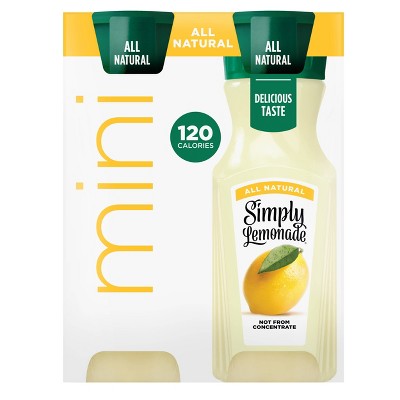 ALL
NATURAL
ALL
NATURAL
ALL
NATURAL
DELICIOUS
TASTE
mini
120
CALORIES
ALL NATURAL
Simply
Lemonade
NOT FROM
CONCENTRATE